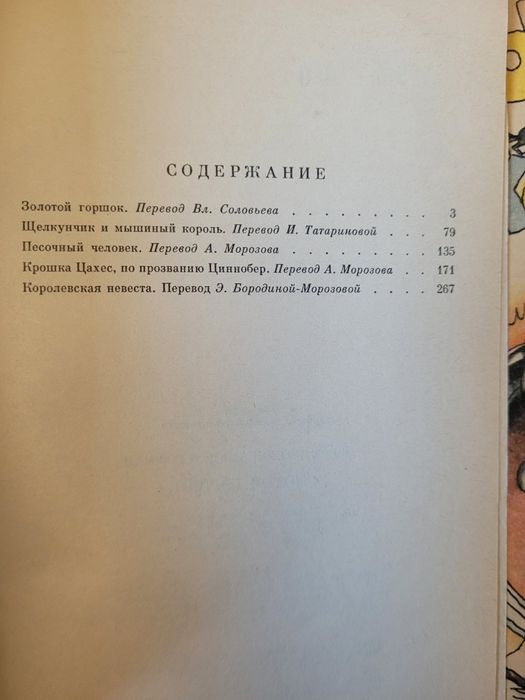 СОДЕРЖАНИЕ
Золотой горшок. Перевод Вл. Соловьева . . . . . . . . . 3
Щелкунчик и мышиный король. Перевод И. Татариновой . 79
Песочный человек. Перевод А. Морозова . . . . . . . . . 135
Крошка Цахес, по прозванию Циннобер. Перевод А. Морозова . . 171
Королевская невеста. Перевод Э. Бородиной-Морозовой . . . . 267